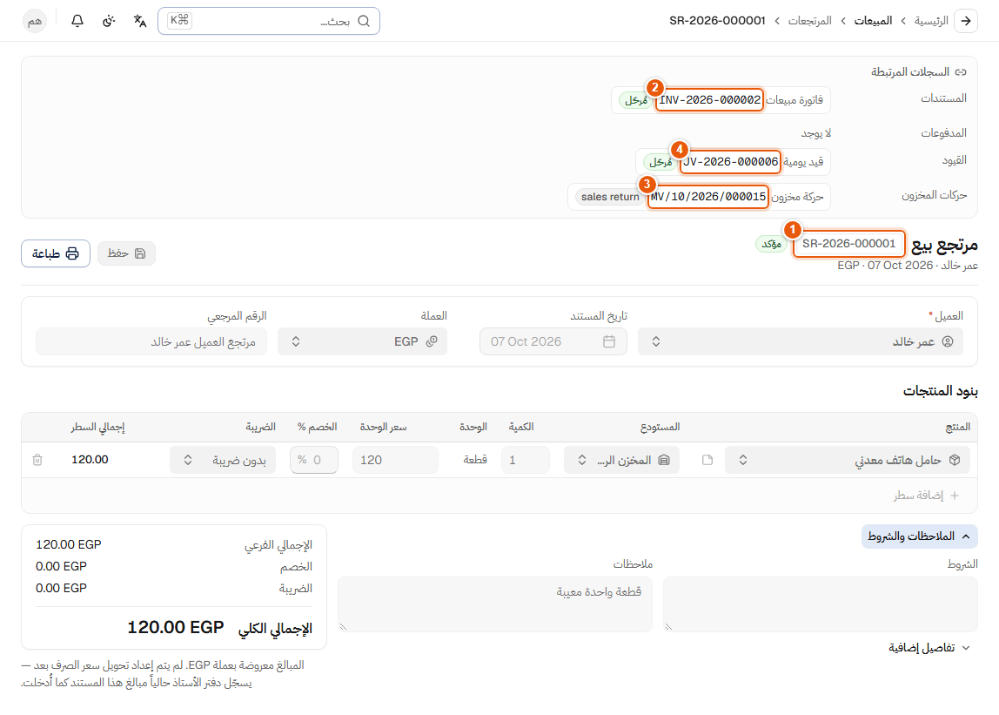 الرئيسية > المبيعات > المرتجعات > SR-2026-000001
بحث... ⌘K
هم
السجلات المرتبطة
المستندات
فاتورة مبيعات INV-2026-000002 مُرحّل
2
المدفوعات
لا يوجد
القيود
قيد يومية JV-2026-000006 مُرحّل
4
حركات المخزون
حركة مخزون MV/10/2026/000015 sales return
3
مرتجع بيع SR-2026-000001 مؤكد
1
عمر خالد · 07 Oct 2026 · EGP
حفظ
طباعة
العميل *
تاريخ المستند
العملة
الرقم المرجعي
عمر خالد
07 Oct 2026
EGP
مرتجع العميل عمر خالد
بنود المنتجات
المنتج المستودع الكمية الوحدة سعر الوحدة الخصم % الضريبة إجمالي السطر
حامل هاتف معدني المخزن الر... 1 قطعة 120 0 % بدون ضريبة 120.00
+ إضافة سطر
الملاحظات والشروط
الشروط
ملاحظات
قطعة واحدة معيبة
تفاصيل إضافية
الإجمالي الفرعي 120.00 EGP
الخصم 0.00 EGP
الضريبة 0.00 EGP
الإجمالي الكلي 120.00 EGP
المبالغ معروضة بعملة EGP. لم يتم إعداد تحويل سعر الصرف بعد —
يسجّل دفتر الأستاذ حالياً مبالغ هذا المستند كما أُدخلت.